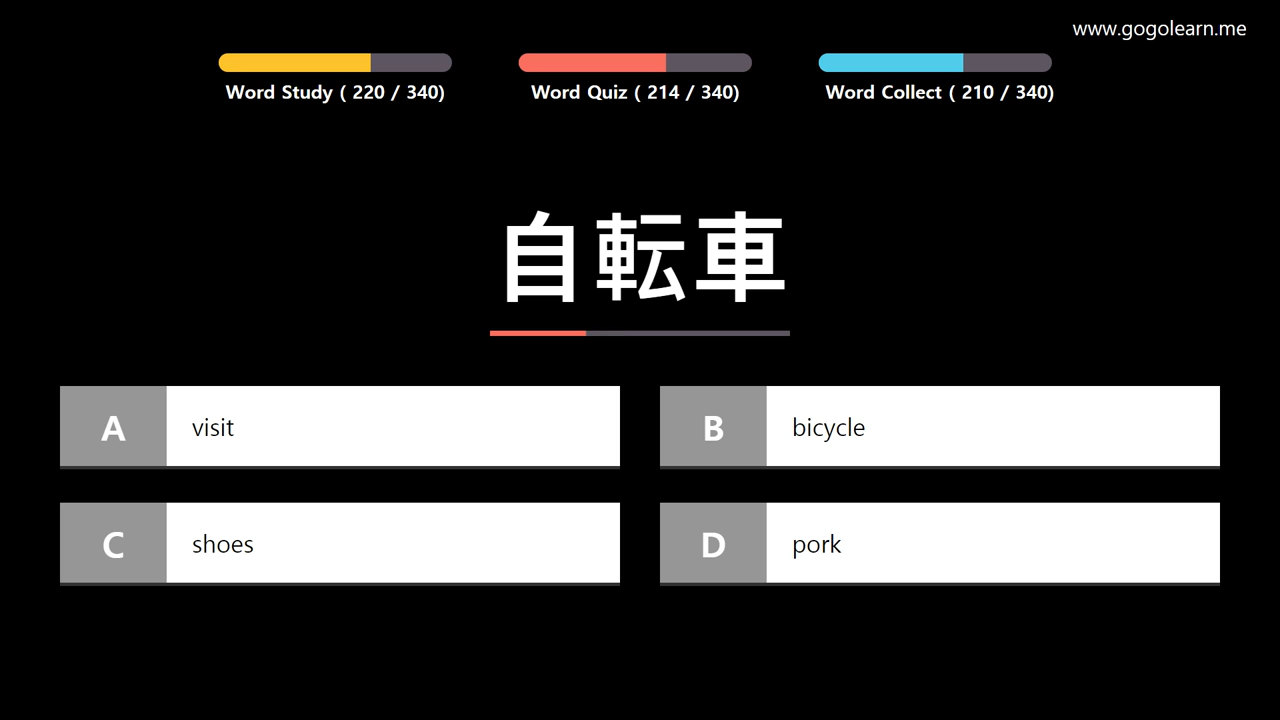 www.gogolearn.me
Word Study ( 220 / 340)
Word Quiz ( 214 / 340)
Word Collect ( 210 / 340)
自転車
A visit
B bicycle
C shoes
D pork